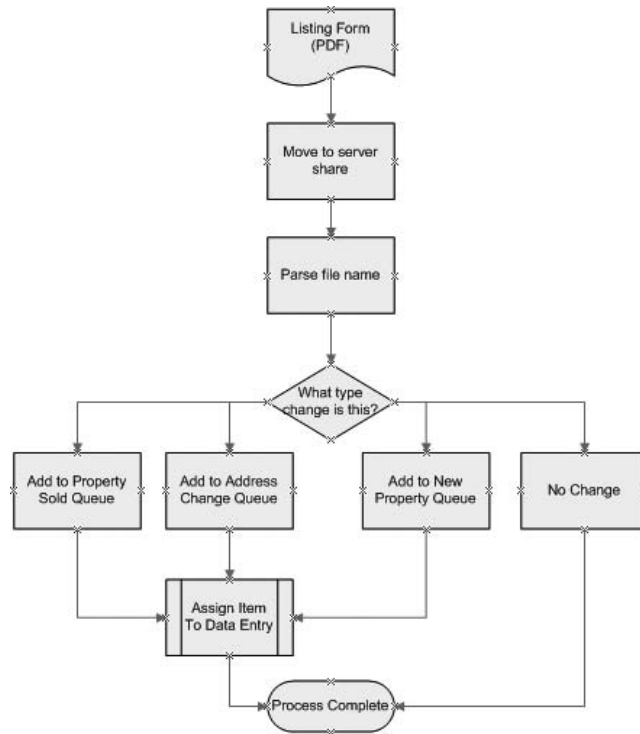 Listing Form
(PDF)
Move to server
share
Parse file name
What type
change is this?
Add to Property
Sold Queue
Add to Address
Change Queue
Add to New
Property Queue
No Change
Assign Item
To Data Entry
Process Complete